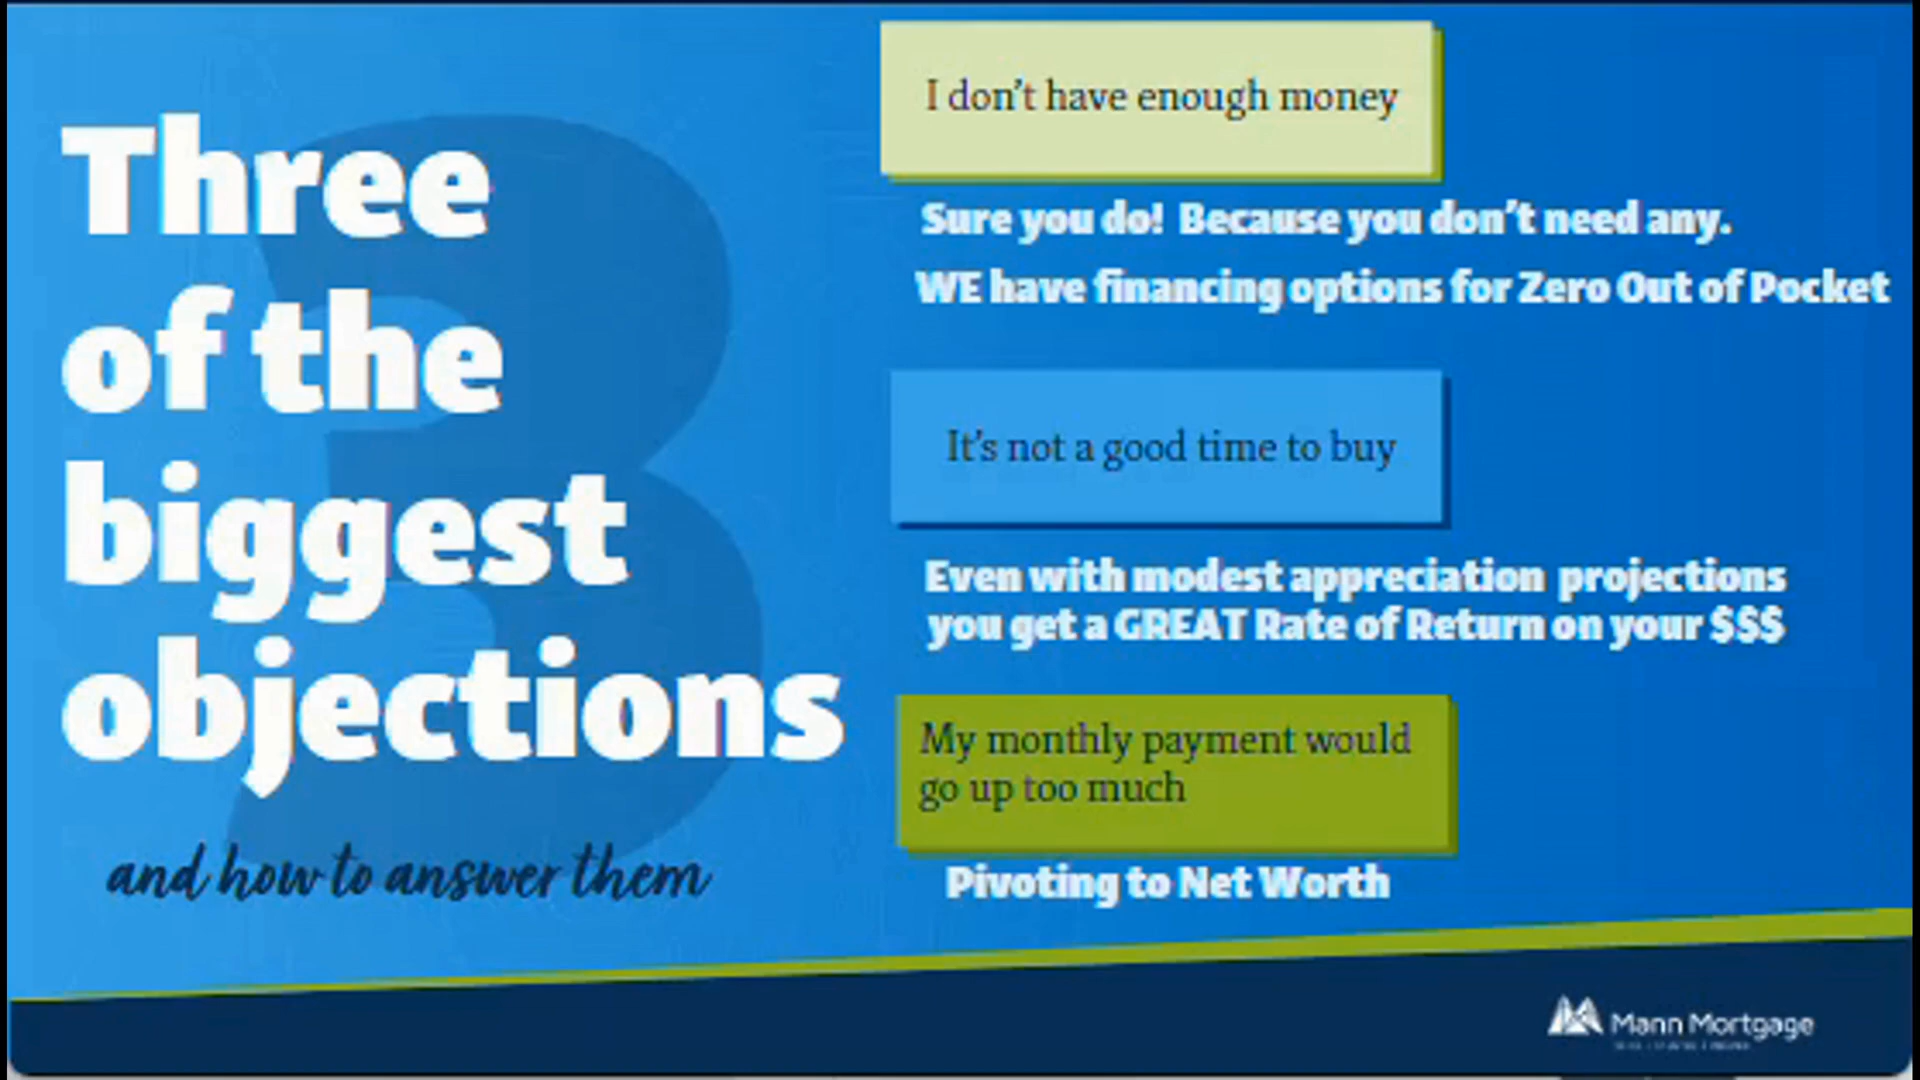 Three
of the
biggest
objections
and how to answer them
I don't have enough money
Sure you do! Because you don't need any.
WE have financing options for Zero Out of Pocket
It's not a good time to buy
Even with modest appreciation projections
you get a GREAT Rate of Return on your $$$
My monthly payment would
go up too much
Pivoting to Net Worth
Mann Mortgage